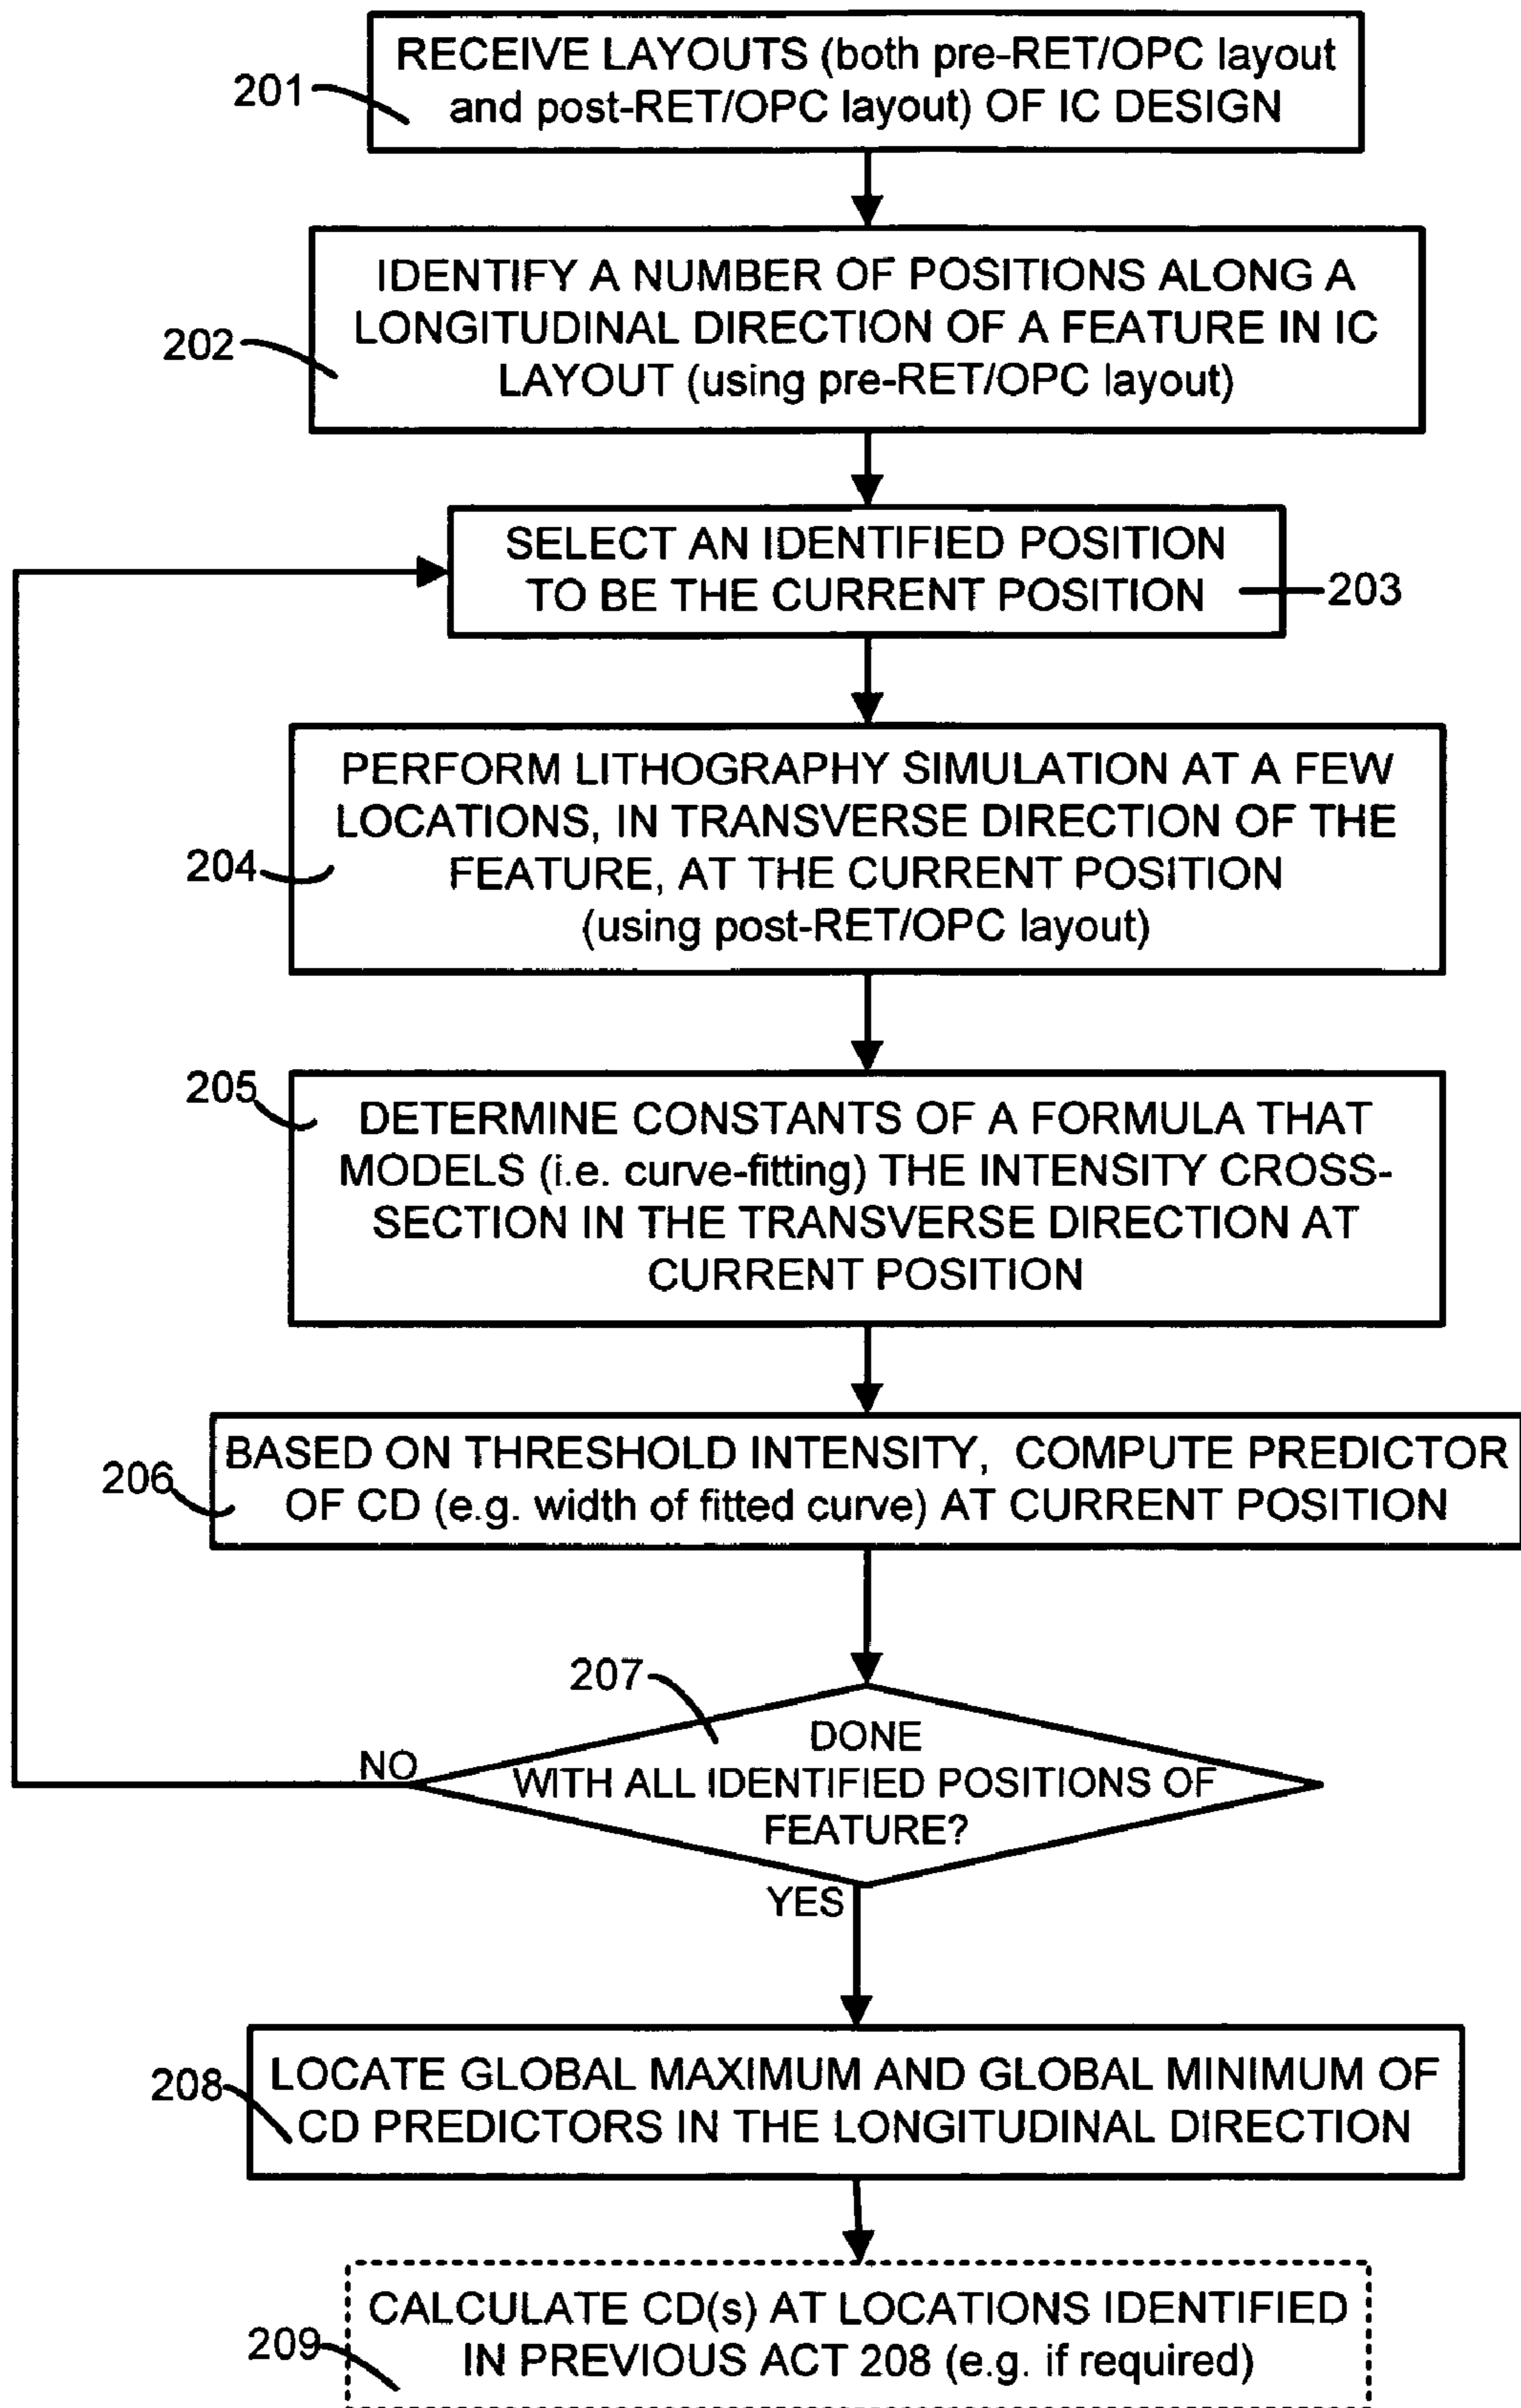 RECEIVE LAYOUTS (both pre-RET/OPC layout
and post-RET/OPC layout) OF IC DESIGN
201
IDENTIFY A NUMBER OF POSITIONS ALONG A
LONGITUDINAL DIRECTION OF A FEATURE IN IC
LAYOUT (using pre-RET/OPC layout)
202
SELECT AN IDENTIFIED POSITION
TO BE THE CURRENT POSITION
203
PERFORM LITHOGRAPHY SIMULATION AT A FEW
LOCATIONS, IN TRANSVERSE DIRECTION OF THE
FEATURE, AT THE CURRENT POSITION
(using post-RET/OPC layout)
204
205
DETERMINE CONSTANTS OF A FORMULA THAT
MODELS (i.e. curve-fitting) THE INTENSITY CROSS-
SECTION IN THE TRANSVERSE DIRECTION AT
CURRENT POSITION
206
BASED ON THRESHOLD INTENSITY, COMPUTE PREDICTOR
OF CD (e.g. width of fitted curve) AT CURRENT POSITION
207
DONE
WITH ALL IDENTIFIED POSITIONS OF
FEATURE?
NO
YES
208
LOCATE GLOBAL MAXIMUM AND GLOBAL MINIMUM OF
CD PREDICTORS IN THE LONGITUDINAL DIRECTION
209
CALCULATE CD(s) AT LOCATIONS IDENTIFIED
IN PREVIOUS ACT 208 (e.g. if required)